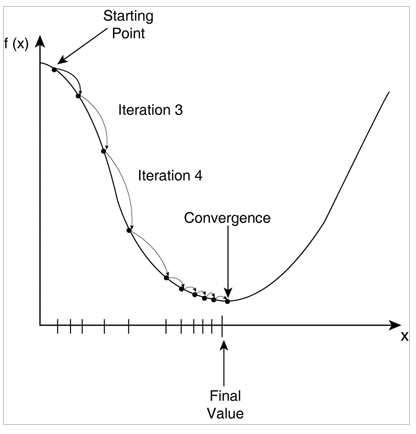 Starting
Point
f (x)
Iteration 3
Iteration 4
Convergence
x
Final
Value